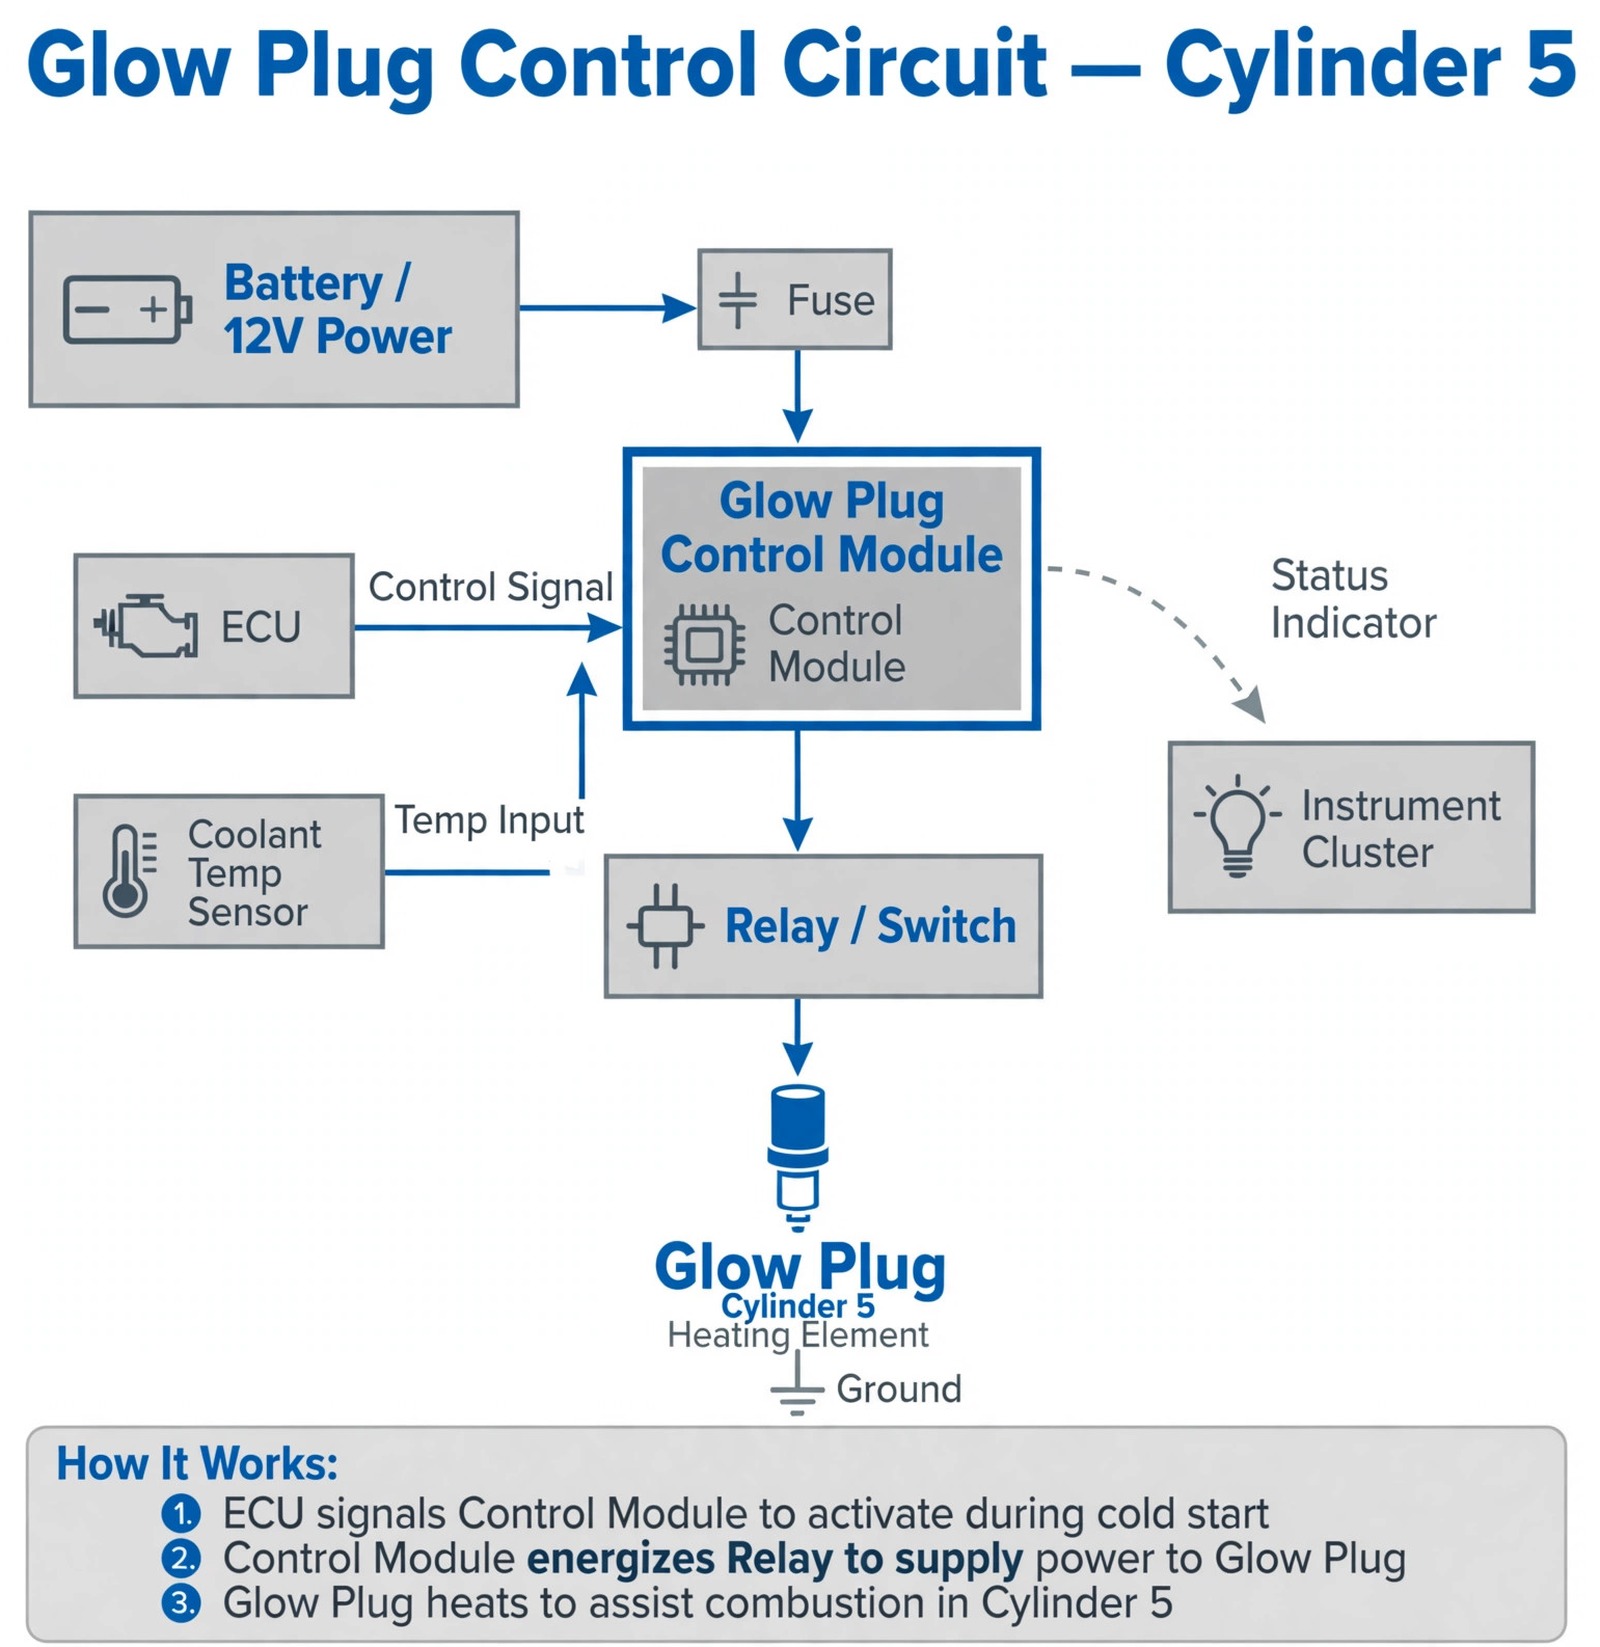 Glow Plug Control Circuit — Cylinder 5
Battery /
12V Power
Fuse
Glow Plug
Control Module
Control
Module
ECU
Control Signal
Status
Indicator
Coolant
Temp
Sensor
Temp Input
Instrument
Cluster
Relay / Switch
Glow Plug
Cylinder 5
Heating Element
Ground
How It Works:
1. ECU signals Control Module to activate during cold start
2. Control Module energizes Relay to supply power to Glow Plug
3. Glow Plug heats to assist combustion in Cylinder 5